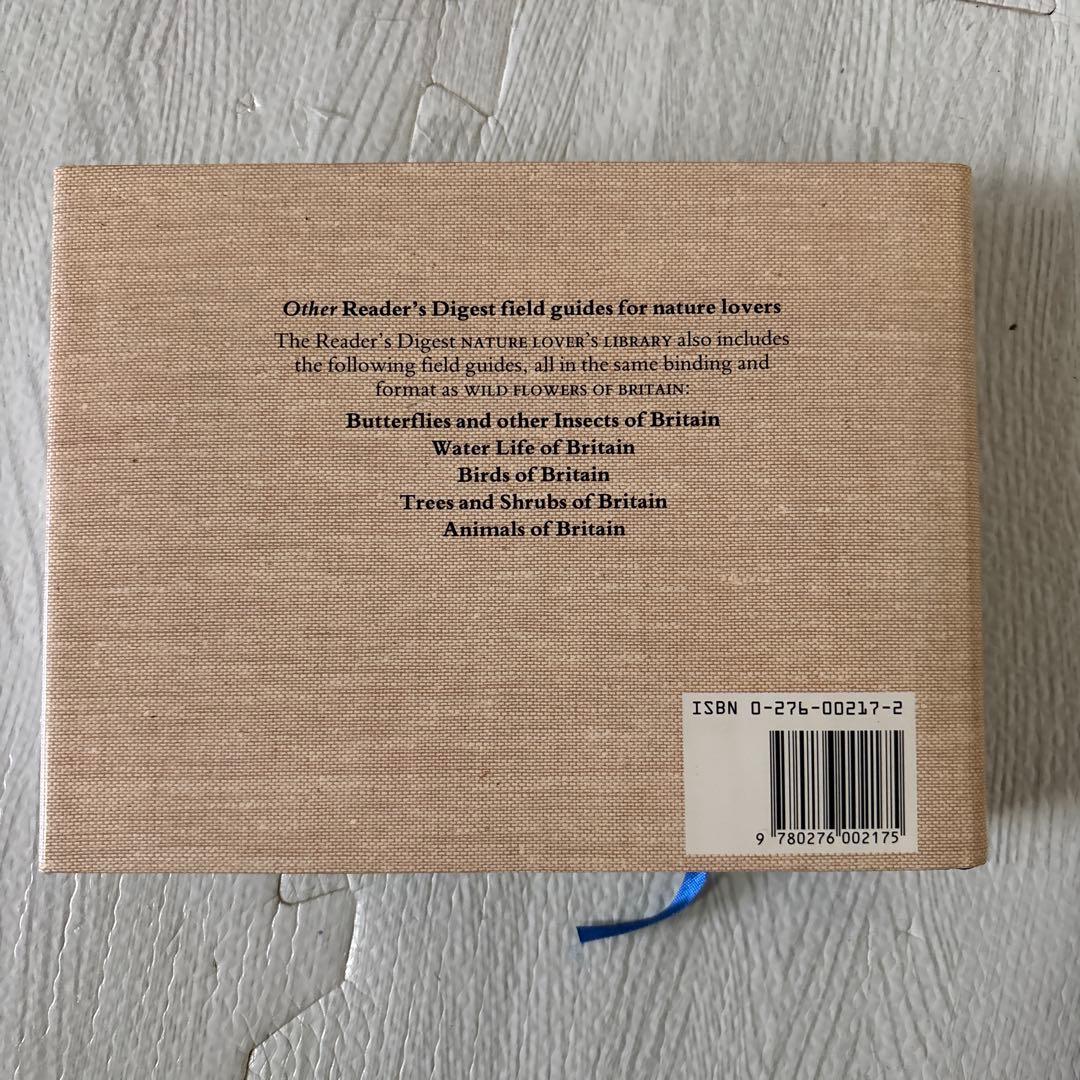 Other Reader's Digest field guides for nature lovers
The Reader's Digest NATURE LOVER'S LIBRARY also includes
the following field guides, all in the same binding and
format as WILD FLOWERS OF BRITAIN:
Butterflies and other Insects of Britain
Water Life of Britain
Birds of Britain
Trees and Shrubs of Britain
Animals of Britain
ISBN 0-276-00217-2
9 780276 002175